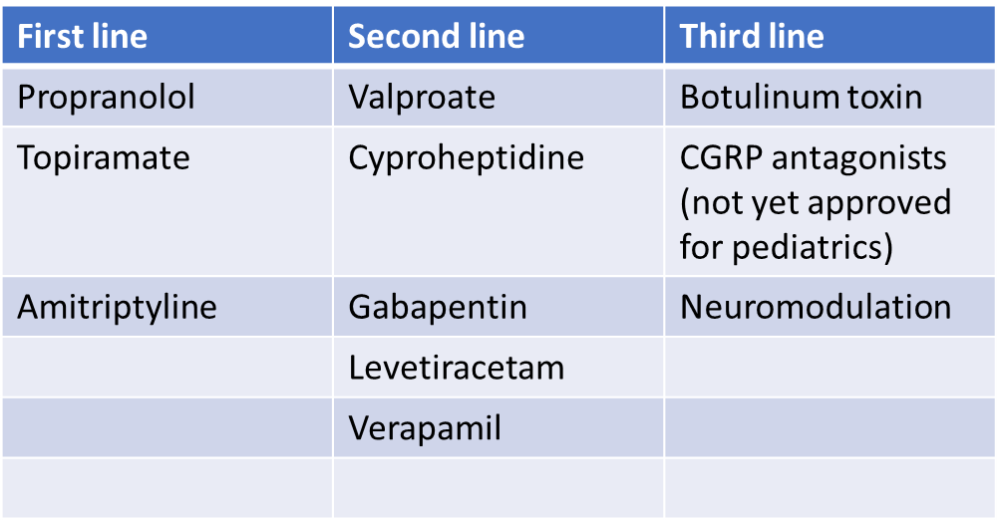 First line Second line Third line
Propranolol Valproate Botulinum toxin
Topiramate Cyproheptidine CGRP antagonists
(not yet approved
for pediatrics)
Amitriptyline Gabapentin Neuromodulation
Levetiracetam
Verapamil